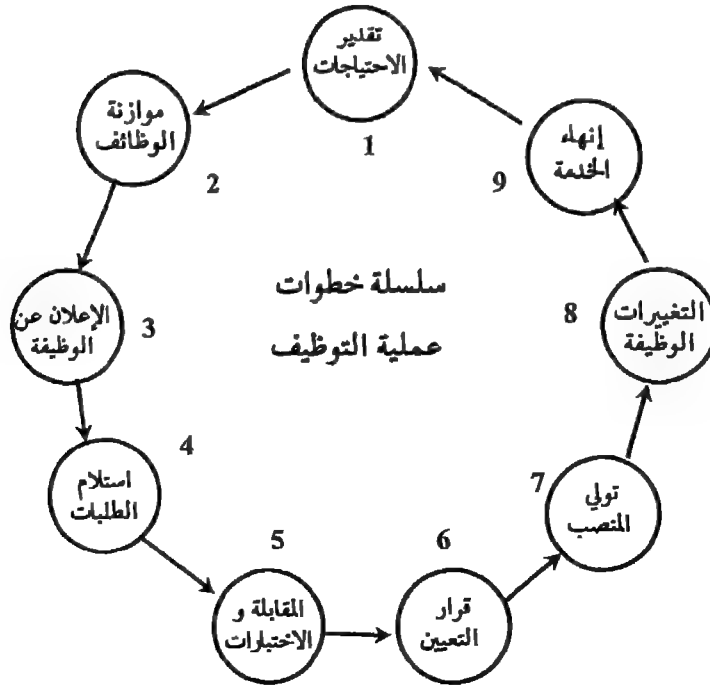 تقدير
الاحتياجات
1
موازنة
الوظائف
2
الإعلان عن
الوظيفة
3
استلام
الطلبات
4
المقابلة و
الاختبارات
5
قرار
التعيين
6
تولي
المنصب
7
التغييرات
الوظيفة
8
إنهاء
الخدمة
9
سلسلة خطوات
عملية التوظيف